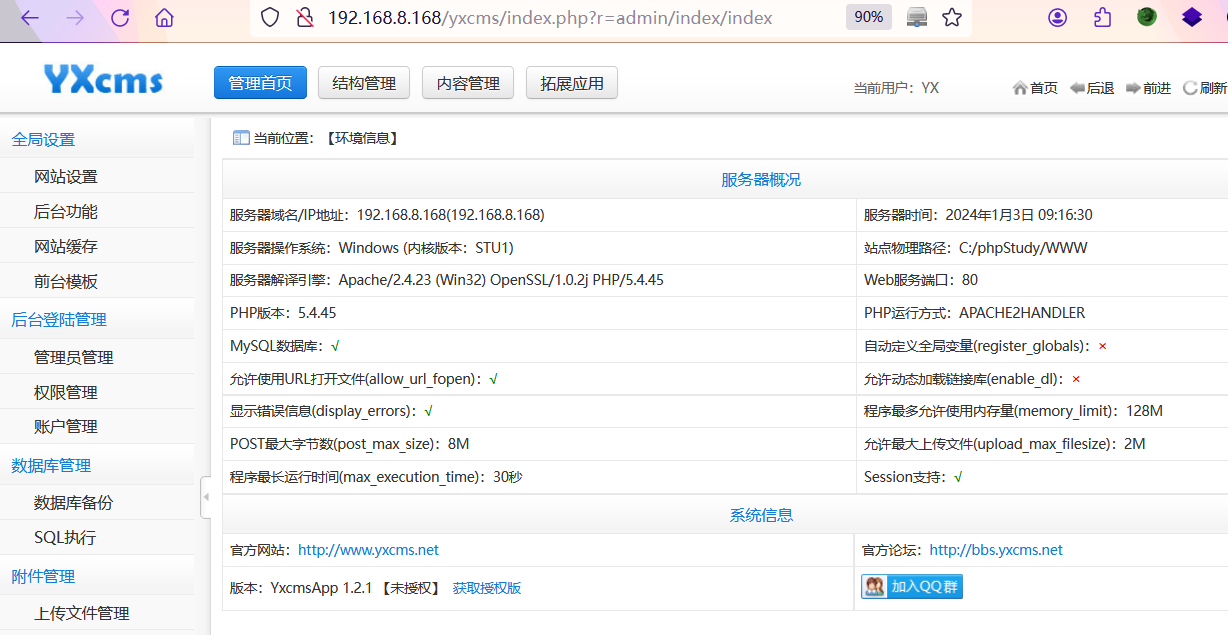 192.168.8.168/yxcms/index.php?r=admin/index/index 90%
YXcms 管理首页 结构管理 内容管理 拓展应用 当前用户：YX 首页 后退 前进 刷新
全局设置
网站设置
后台功能
网站缓存
前台模板
后台登陆管理
管理员管理
权限管理
账户管理
数据库管理
数据库备份
SQL执行
附件管理
上传文件管理
当前位置：【环境信息】
服务器概况
服务器域名/IP地址：192.168.8.168(192.168.8.168) 服务器时间：2024年1月3日 09:16:30
服务器操作系统：Windows (内核版本：STU1) 站点物理路径：C:/phpStudy/WWW
服务器解译引擎：Apache/2.4.23 (Win32) OpenSSL/1.0.2j PHP/5.4.45 Web服务端口：80
PHP版本：5.4.45 PHP运行方式：APACHE2HANDLER
MySQL数据库：√ 自动定义全局变量(register_globals)：×
允许使用URL打开文件(allow_url_fopen)：√ 允许动态加载链接库(enable_dl)：×
显示错误信息(display_errors)：√ 程序最多允许使用内存量(memory_limit)：128M
POST最大字节数(post_max_size)：8M 允许最大上传文件(upload_max_filesize)：2M
程序最长运行时间(max_execution_time)：30秒 Session支持：√
系统信息
官方网站：http://www.yxcms.net 官方论坛：http://bbs.yxcms.net
版本：YxcmsApp 1.2.1 【未授权】 获取授权版 加入QQ群